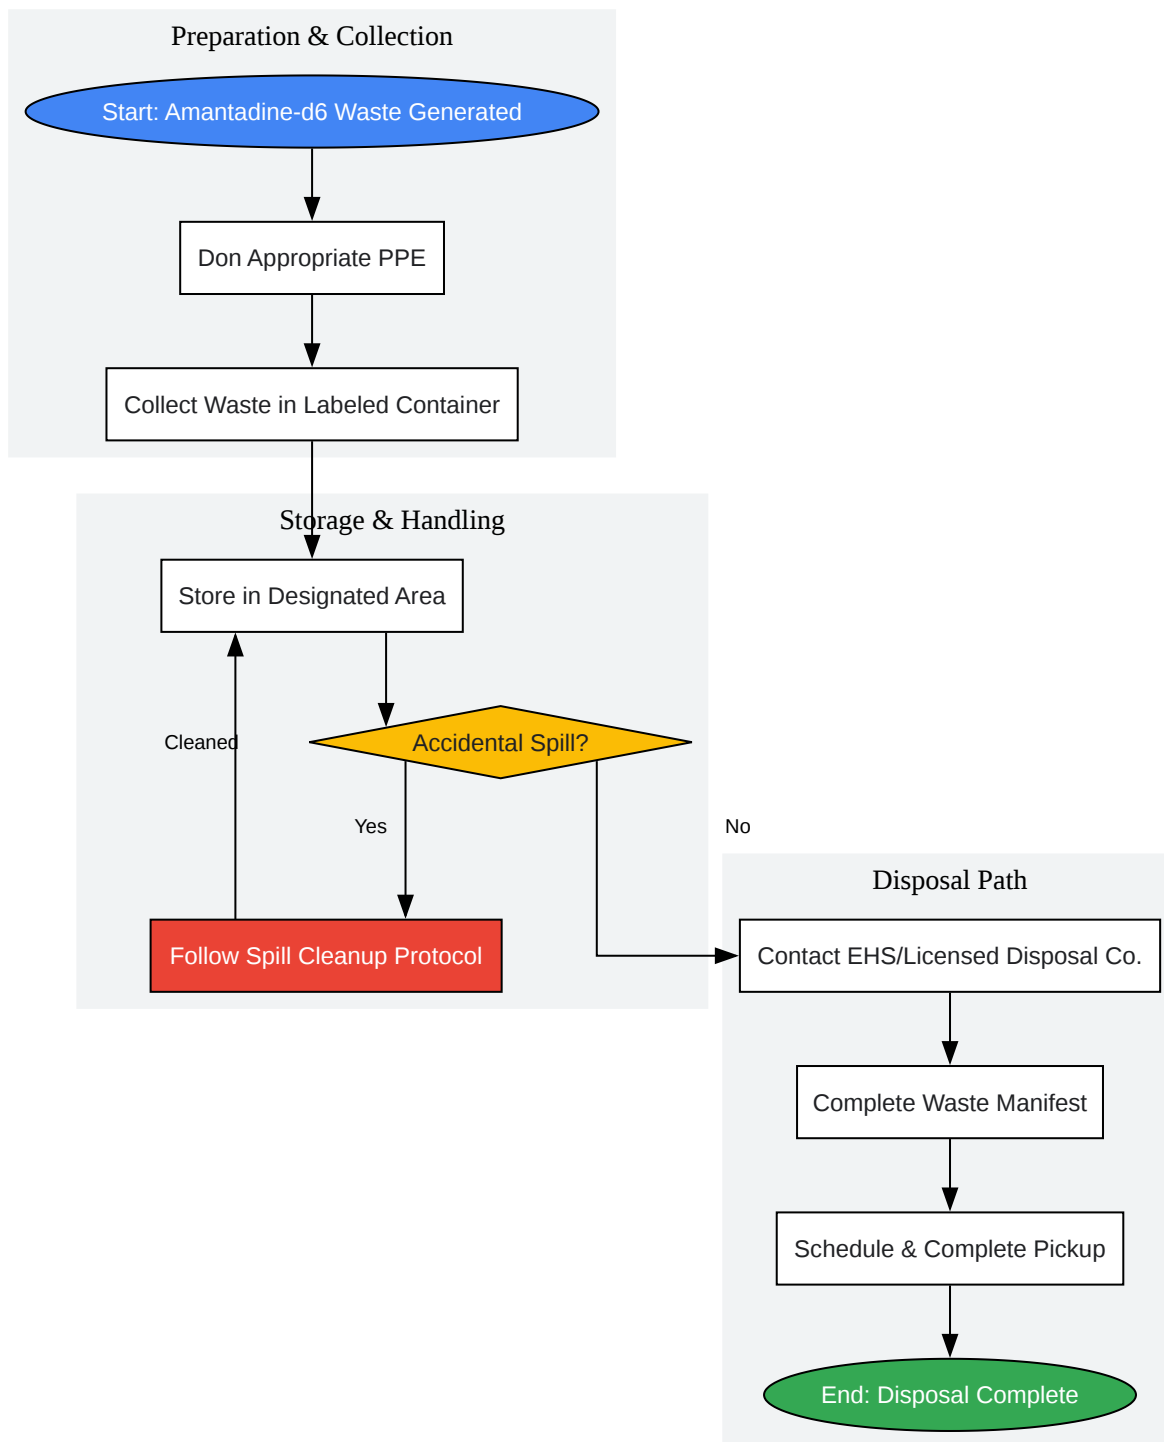 Preparation & Collection
Start: Amantadine-d6 Waste Generated
Don Appropriate PPE
Collect Waste in Labeled Container
Storage & Handling
Store in Designated Area
Cleaned
Accidental Spill?
Yes
No
Follow Spill Cleanup Protocol
Disposal Path
Contact EHS/Licensed Disposal Co.
Complete Waste Manifest
Schedule & Complete Pickup
End: Disposal Complete